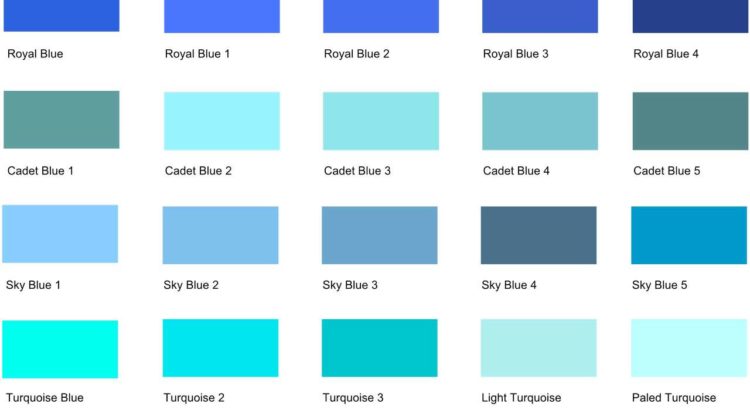 Royal Blue
Royal Blue 1
Royal Blue 2
Royal Blue 3
Royal Blue 4
Cadet Blue 1
Cadet Blue 2
Cadet Blue 3
Cadet Blue 4
Cadet Blue 5
Sky Blue 1
Sky Blue 2
Sky Blue 3
Sky Blue 4
Sky Blue 5
Turquoise Blue
Turquoise 2
Turquoise 3
Light Turquoise
Paled Turquoise